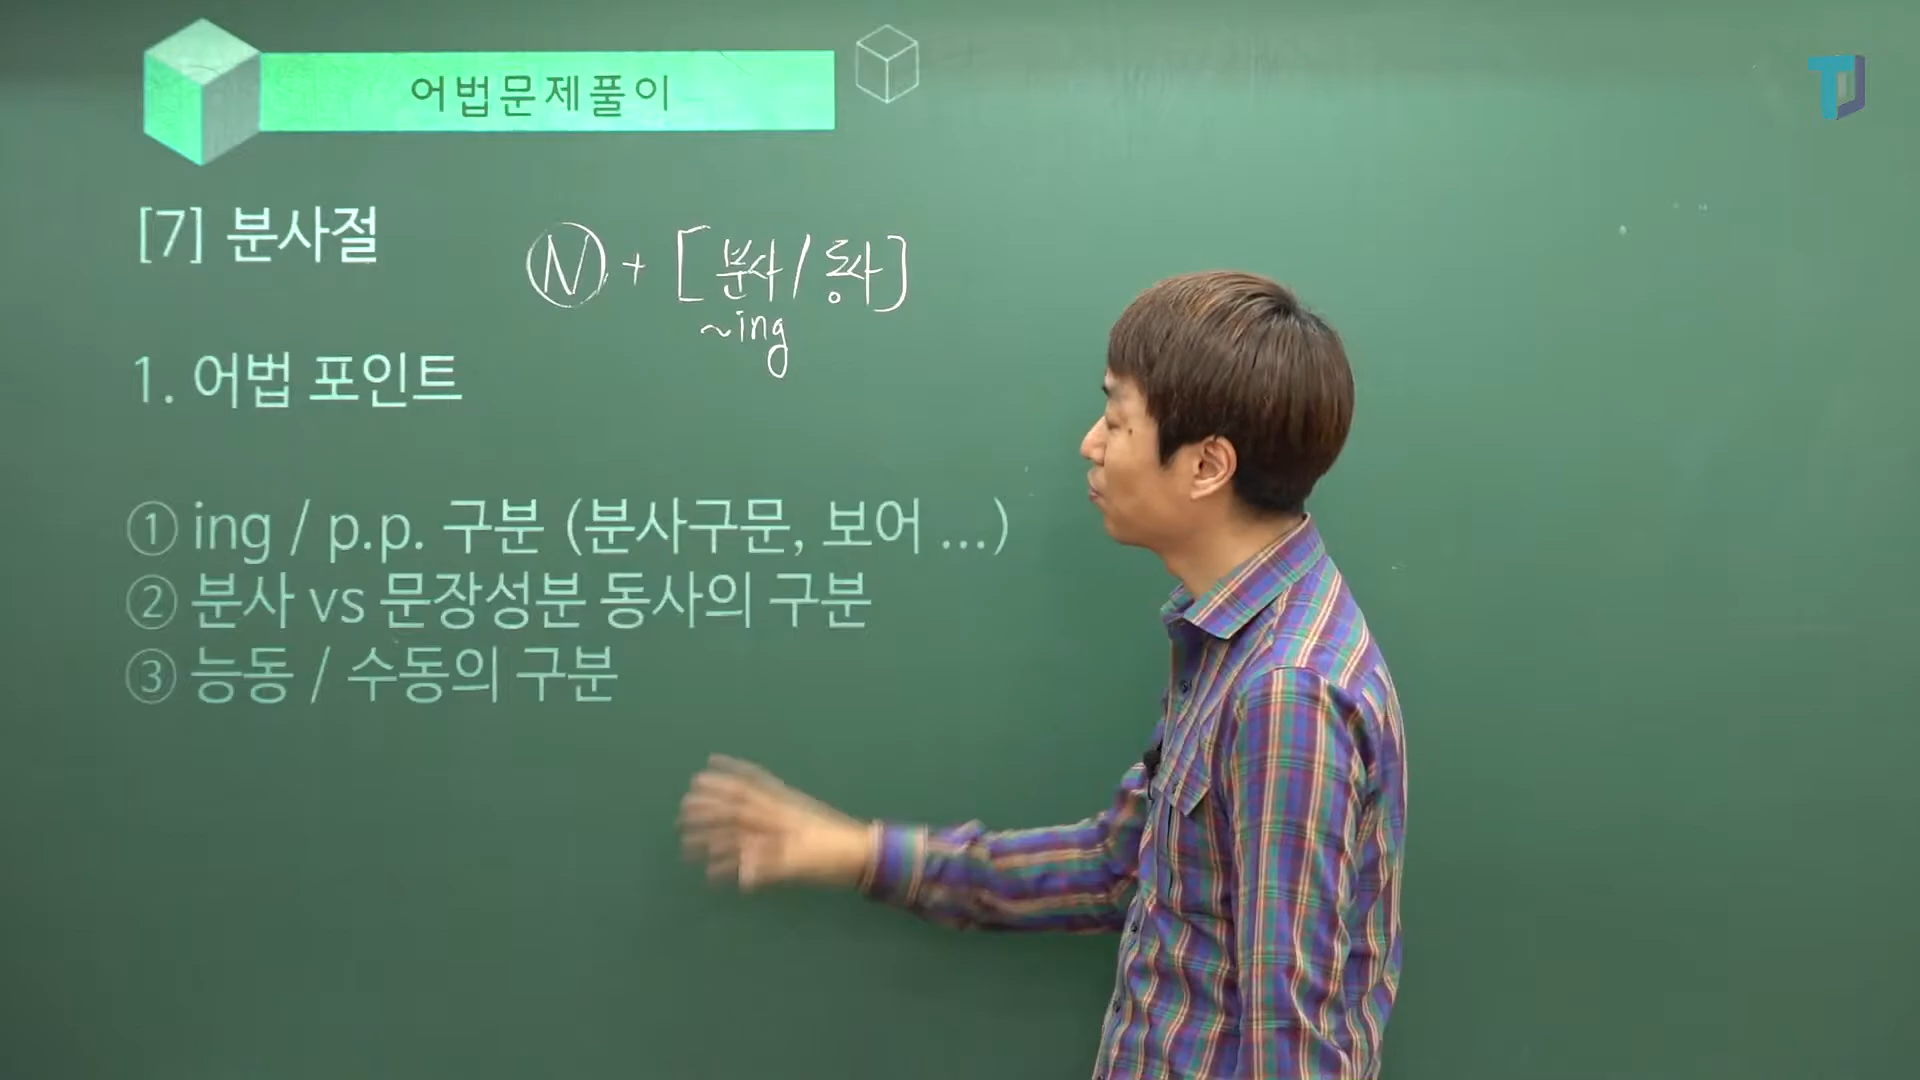 어법문제풀이
[7] 분사절
N + [분사 / 동사]
~ing
1. 어법 포인트
① ing / p.p. 구분 (분사구문, 보어 ...)
② 분사 vs 문장성분 동사의 구분
③ 능동 / 수동의 구분